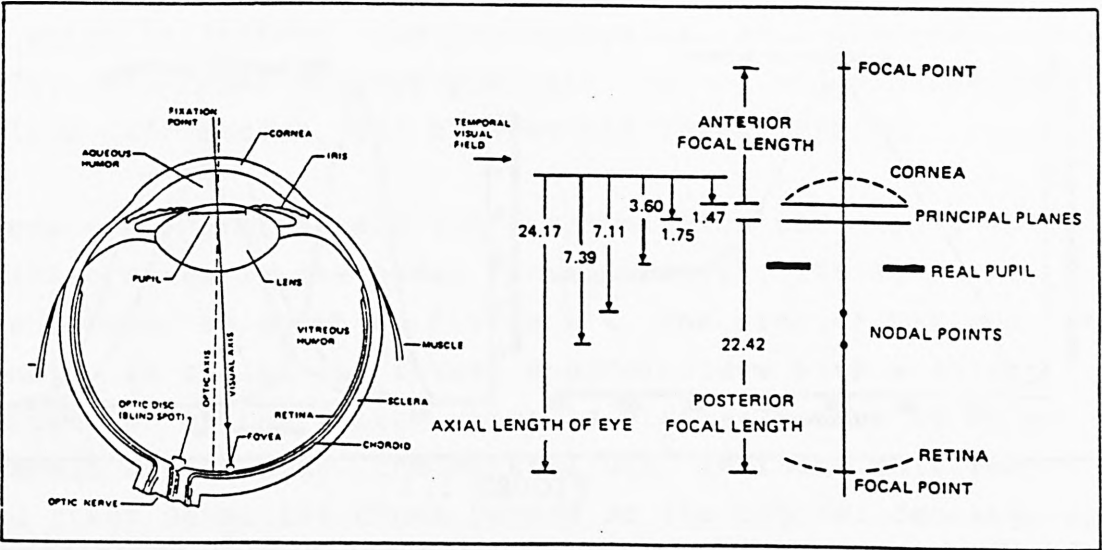 FIXATION
POINT
CORNEA
AQUEOUS
HUMOR
IRIS
PUPIL
LENS
VITREOUS
HUMOR
MUSCLE
OPTIC AXIS
VISUAL AXIS
OPTIC DISC
(BLIND SPOT)
SCLERA
RETINA
FOVEA
CHOROID
OPTIC NERVE
TEMPORAL
VISUAL
FIELD
FOCAL POINT
ANTERIOR
FOCAL LENGTH
CORNEA
3.60
1.47
PRINCIPAL PLANES
24.17
7.11
1.75
7.39
REAL PUPIL
NODAL POINTS
22.42
AXIAL LENGTH OF EYE
POSTERIOR
FOCAL LENGTH
RETINA
FOCAL POINT